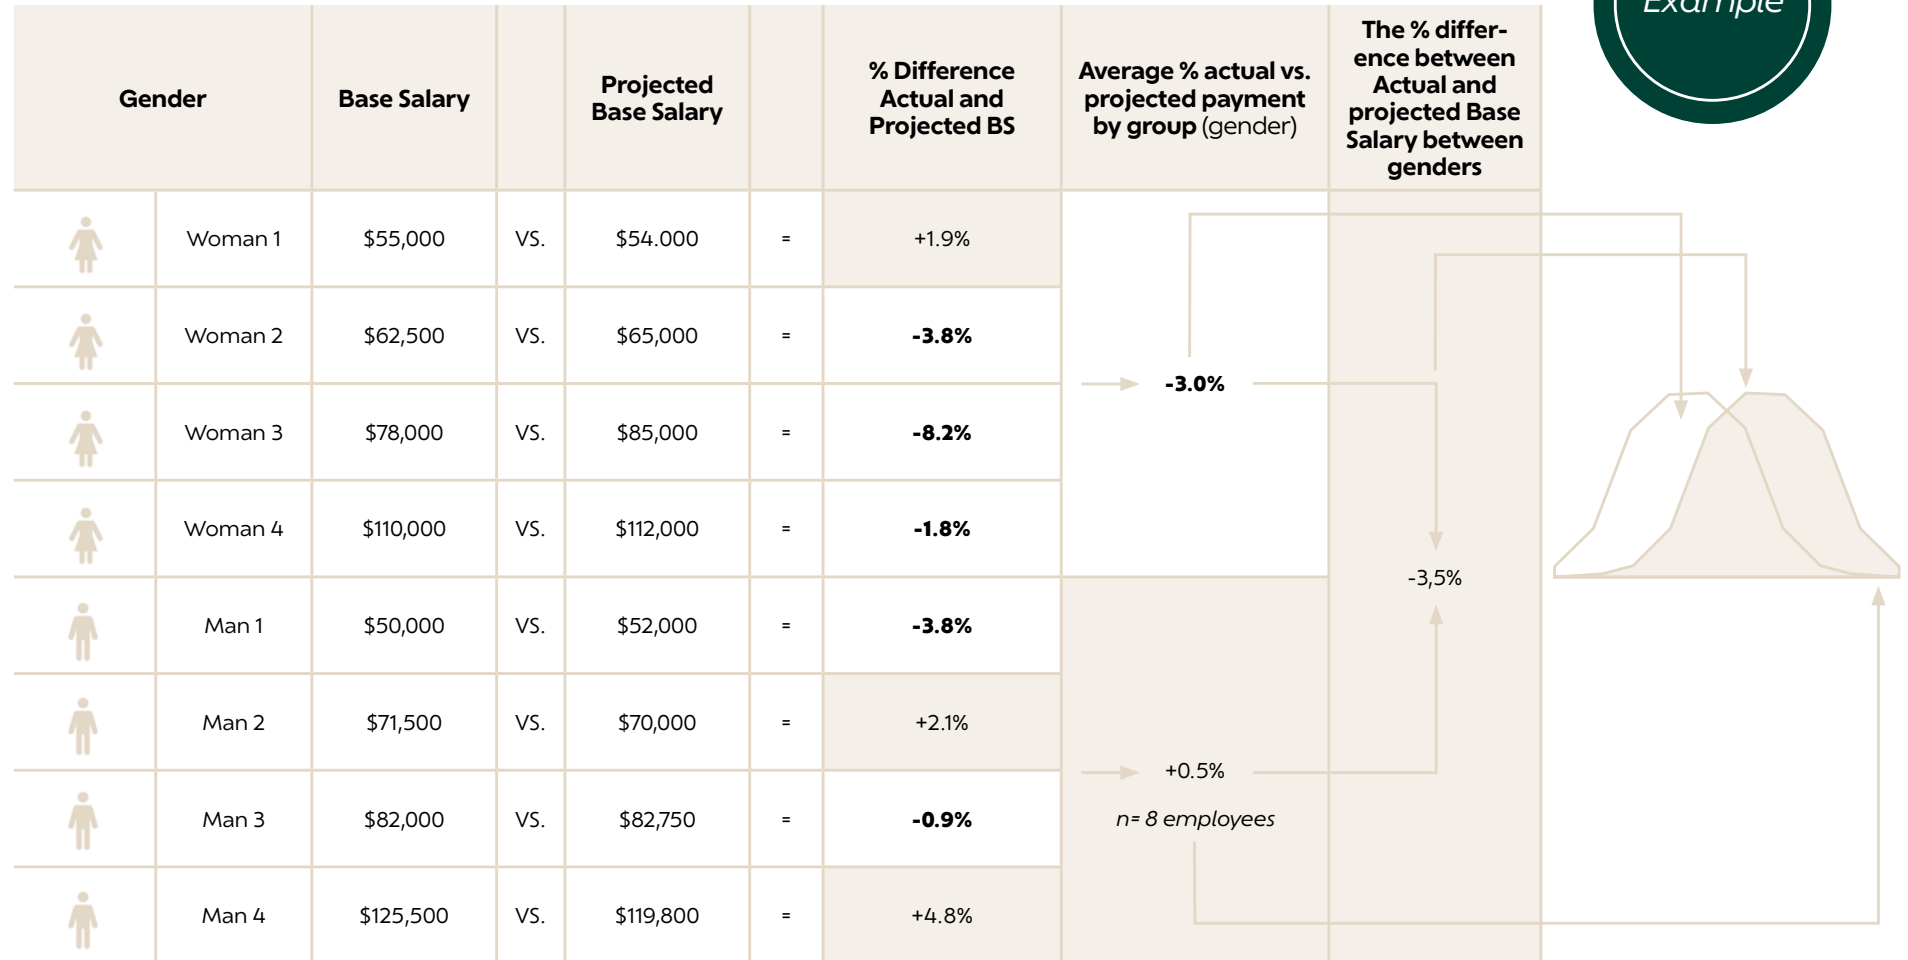 Example
Gender
Base Salary
Projected
Base Salary
% Difference
Actual and
Projected BS
Average % actual vs.
projected payment
by group (gender)
The % differ-
ence between
Actual and
projected Base
Salary between
genders
Woman 1 $55,000 VS. $54.000 = +1.9%
Woman 2 $62,500 VS. $65,000 = -3.8%
-3.0%
Woman 3 $78,000 VS. $85,000 = -8.2%
Woman 4 $110,000 VS. $112,000 = -1.8%
-3,5%
Man 1 $50,000 VS. $52,000 = -3.8%
Man 2 $71,500 VS. $70,000 = +2.1%
+0.5%
Man 3 $82,000 VS. $82,750 = -0.9% n= 8 employees
Man 4 $125,500 VS. $119,800 = +4.8%